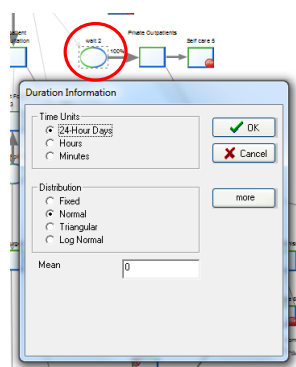 Private Outpatients
wait 2
Self care 5
100%
Duration Information
Time Units
24-Hour Days
Hours
Minutes
OK
Cancel
Distribution
Fixed
Normal
Triangular
Log Normal
more
Mean
0